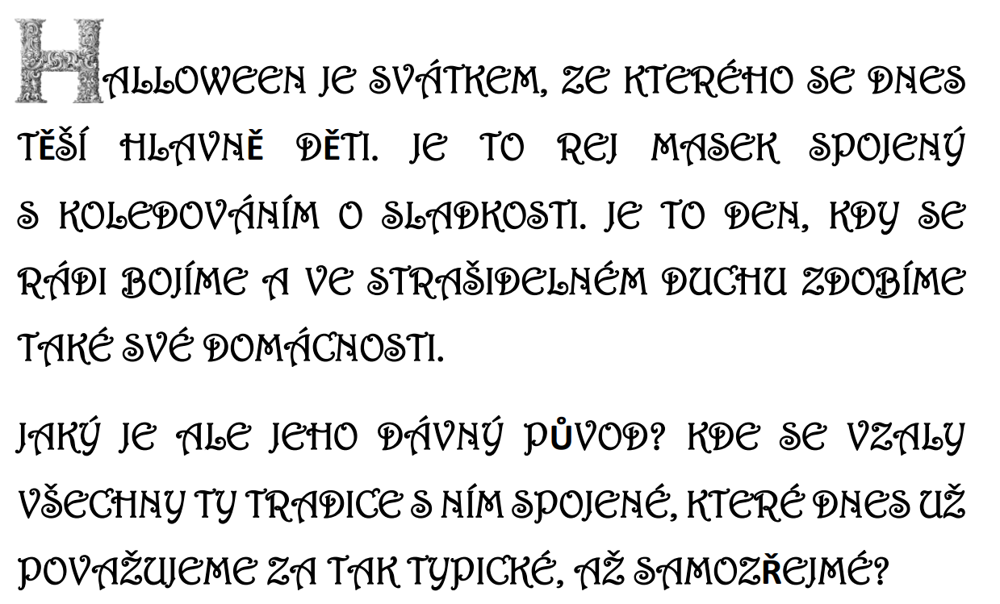 HALLOWEEN JE SVÁTKEM, ZE KTERÉHO SE DNES
TĚŠÍ HLAVNĚ DĚTI. JE TO REJ MASEK SPOJENÝ
S KOLEDOVÁNÍM O SLADKOSTI. JE TO DEN, KDY SE
RÁDI BOJÍME A VE STRAŠIDELNÉM DUCHU ZDOBÍME
TAKÉ SVÉ DOMÁCNOSTI.
JAKÝ JE ALE JEHO DÁVNÝ PŮVOD? KDE SE VZALY
VŠECHNY TY TRADICE S NÍM SPOJENÉ, KTERÉ DNES UŽ
POVAŽUJEME ZA TAK TYPICKÉ, AŽ SAMOZŘEJMÉ?